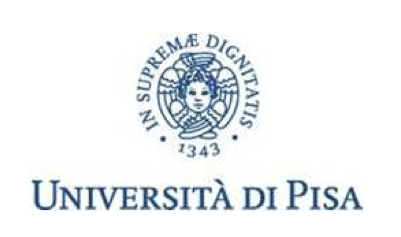 · IN SUPREMÆ DIGNITATIS ·
1343
UNIVERSITÀ DI PISA